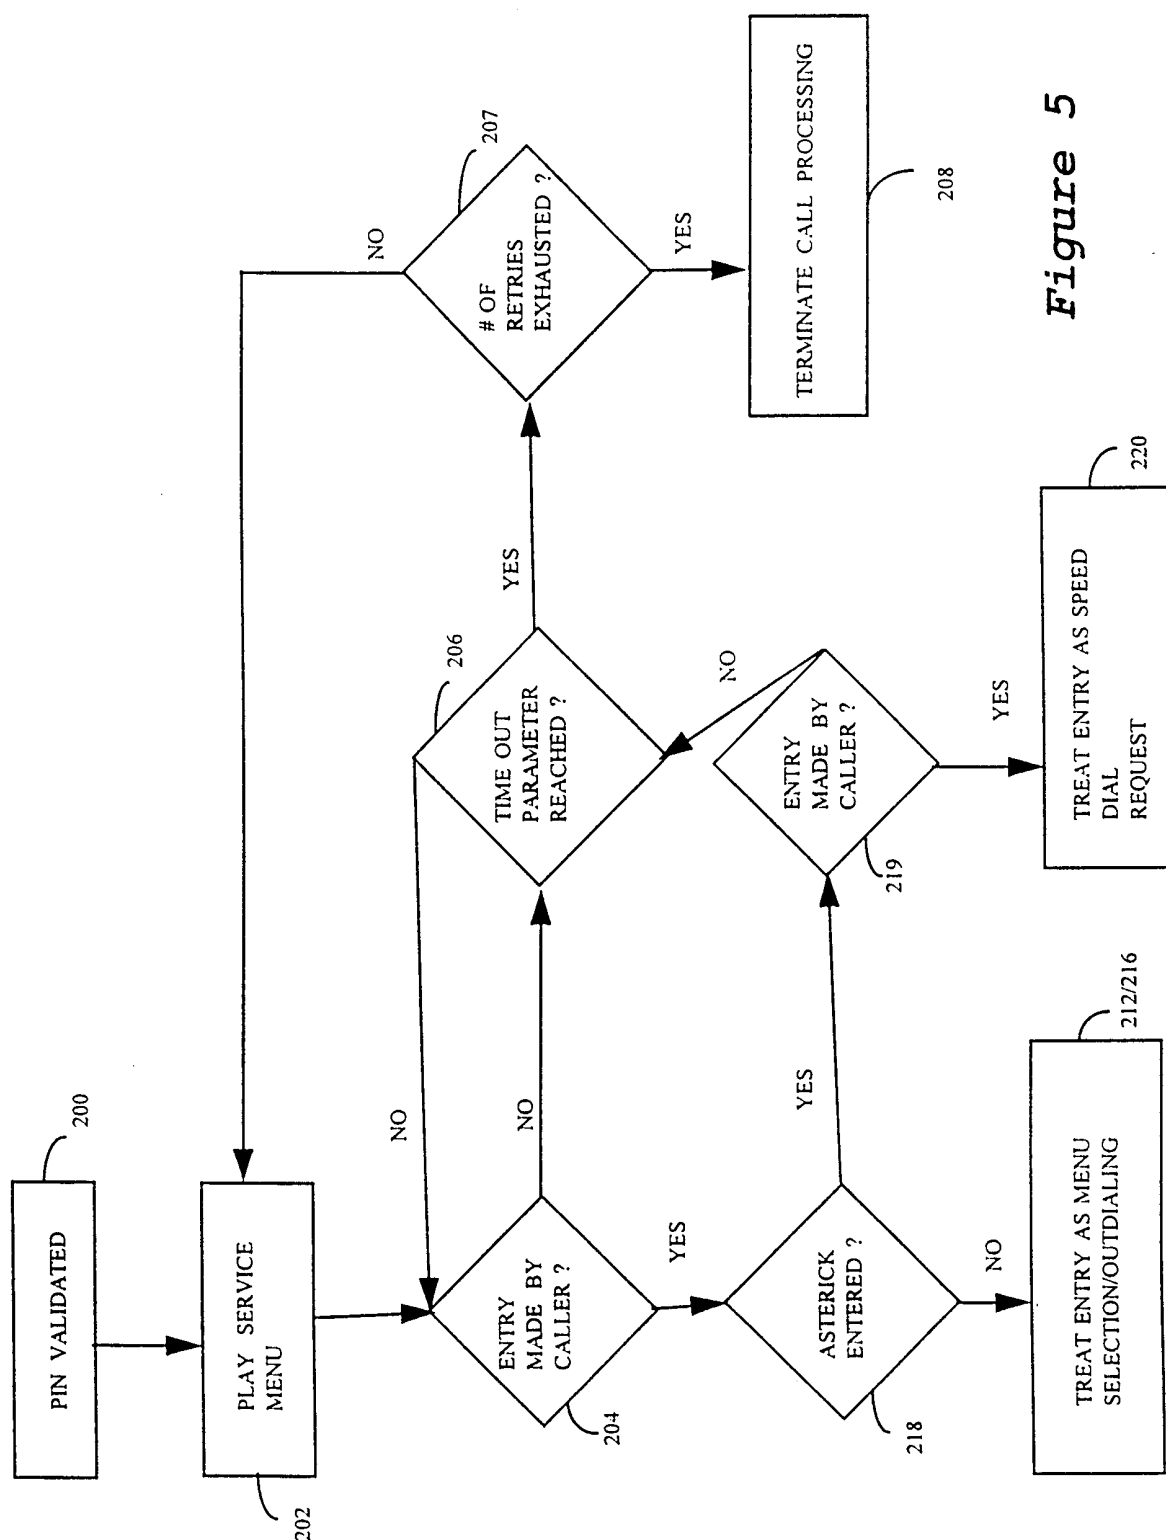 200
PIN VALIDATED
PLAY SERVICE
MENU
202
NO
207
# OF
RETRIES
EXHAUSTED ?
YES
TERMINATE CALL PROCESSING
208
NO
206
TIME OUT
PARAMETER
REACHED ?
YES
ENTRY
MADE BY
CALLER ?
204
NO
YES
ASTERICK
ENTERED ?
218
YES
NO
ENTRY
MADE BY
CALLER ?
219
NO
YES
212/216
TREAT ENTRY AS MENU
SELECTION/OUTDIALING
220
TREAT ENTRY AS SPEED
DIAL
REQUEST
Figure 5